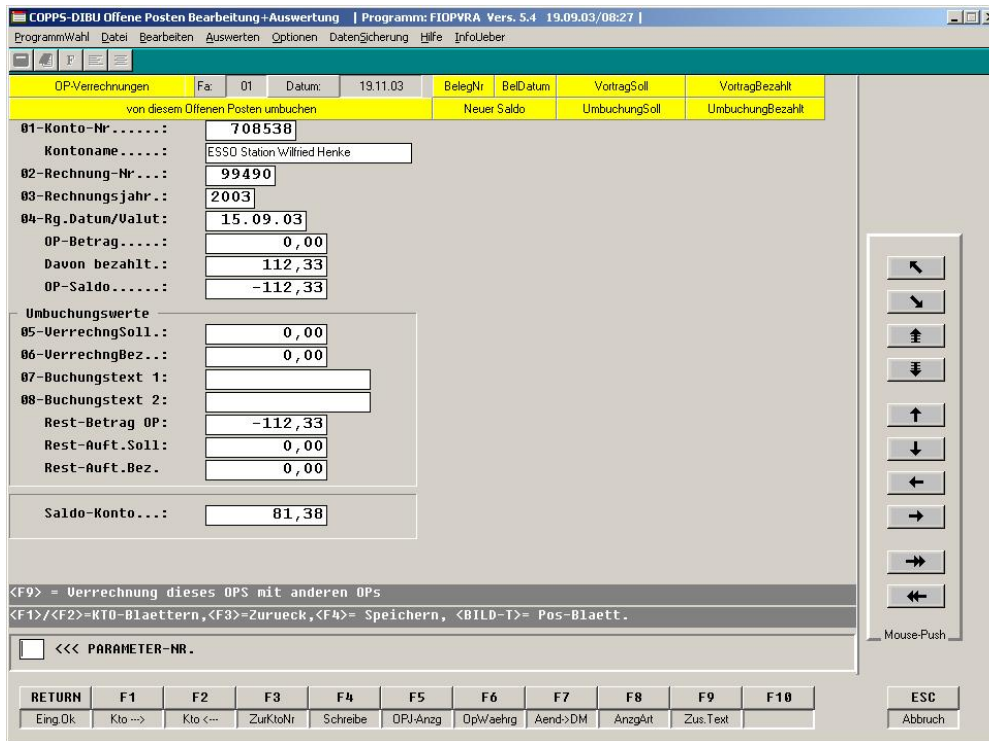 COPPS-DIBU Offene Posten Bearbeitung+Auswertung | Programm: FIOPVRA Vers. 5.4 19.09.03/08:27 |
ProgrammWahl Datei Bearbeiten Auswerten Optionen DatenSicherung Hilfe InfoUeber
F
OP-Verrechnungen Fa: 01 Datum: 19.11.03 BelegNr BelDatum VortragSoll VortragBezahlt
von diesem Offenen Posten umbuchen Neuer Saldo UmbuchungSoll UmbuchungBezahlt
01-Konto-Nr......: 708538
Kontoname.....: ESSO Station Wilfried Henke
02-Rechnung-Nr...: 99490
03-Rechnungsjahr.: 2003
04-Rg.Datum/Valut: 15.09.03
OP-Betrag.....: 0,00
Davon bezahlt.: 112,33
OP-Saldo......: -112,33
Umbuchungswerte
05-VerrechngSoll.: 0,00
06-VerrechngBez..: 0,00
07-Buchungstext 1:
08-Buchungstext 2:
Rest-Betrag OP: -112,33
Rest-Auft.Soll: 0,00
Rest-Auft.Bez. 0,00
Saldo-Konto...: 81,38
<F9> = Verrechnung dieses OPS mit anderen OPs
<F1>/<F2>=KTO-Blaettern,<F3>=Zurueck,<F4>= Speichern, <BILD-T>= Pos-Blaett.
Mouse-Push
<<< PARAMETER-NR.
RETURN F1 F2 F3 F4 F5 F6 F7 F8 F9 F10 ESC
Eing.Ok Kto ---> Kto <--- ZurKtoNr Schreibe OPJ-Anzg OpWaehrg Aend->DM AnzgArt Zus.Text Abbruch